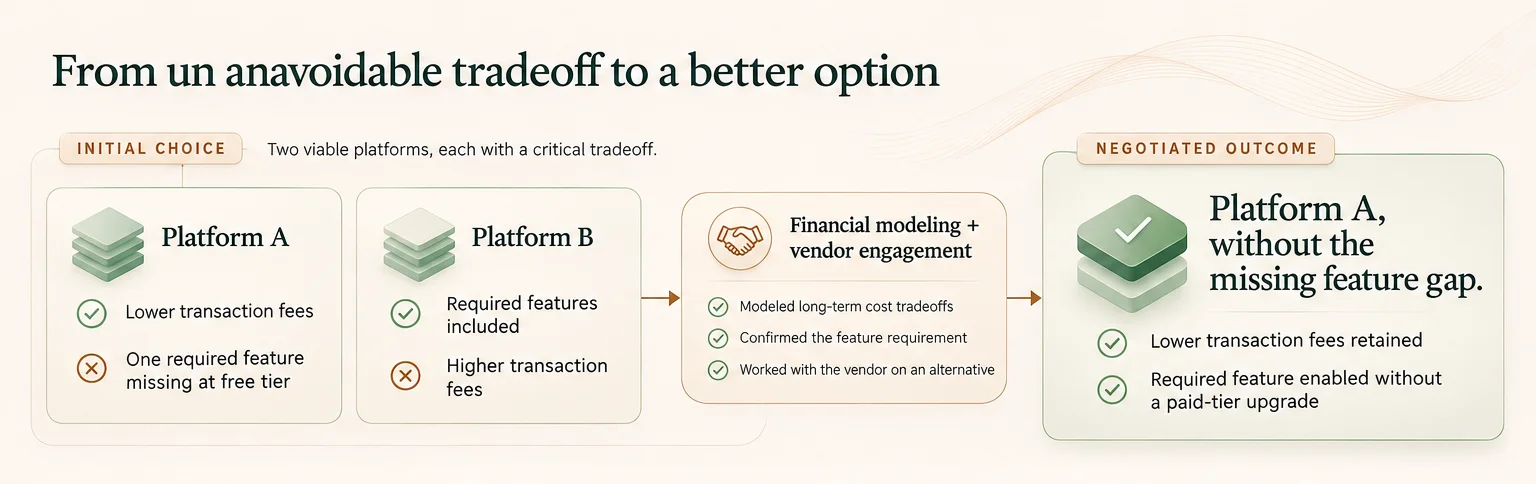 From un anavoidable tradeoff to a better option
INITIAL CHOICE
Two viable platforms, each with a critical tradeoff.
Platform A
Lower transaction fees
One required feature
missing at free tier
Platform B
Required features
included
Higher transaction
fees
Financial modeling +
vendor engagement
Modeled long-term cost tradeoffs
Confirmed the feature requirement
Worked with the vendor on an alternative
NEGOTIATED OUTCOME
Platform A,
without the
missing feature gap.
Lower transaction fees retained
Required feature enabled without
a paid-tier upgrade